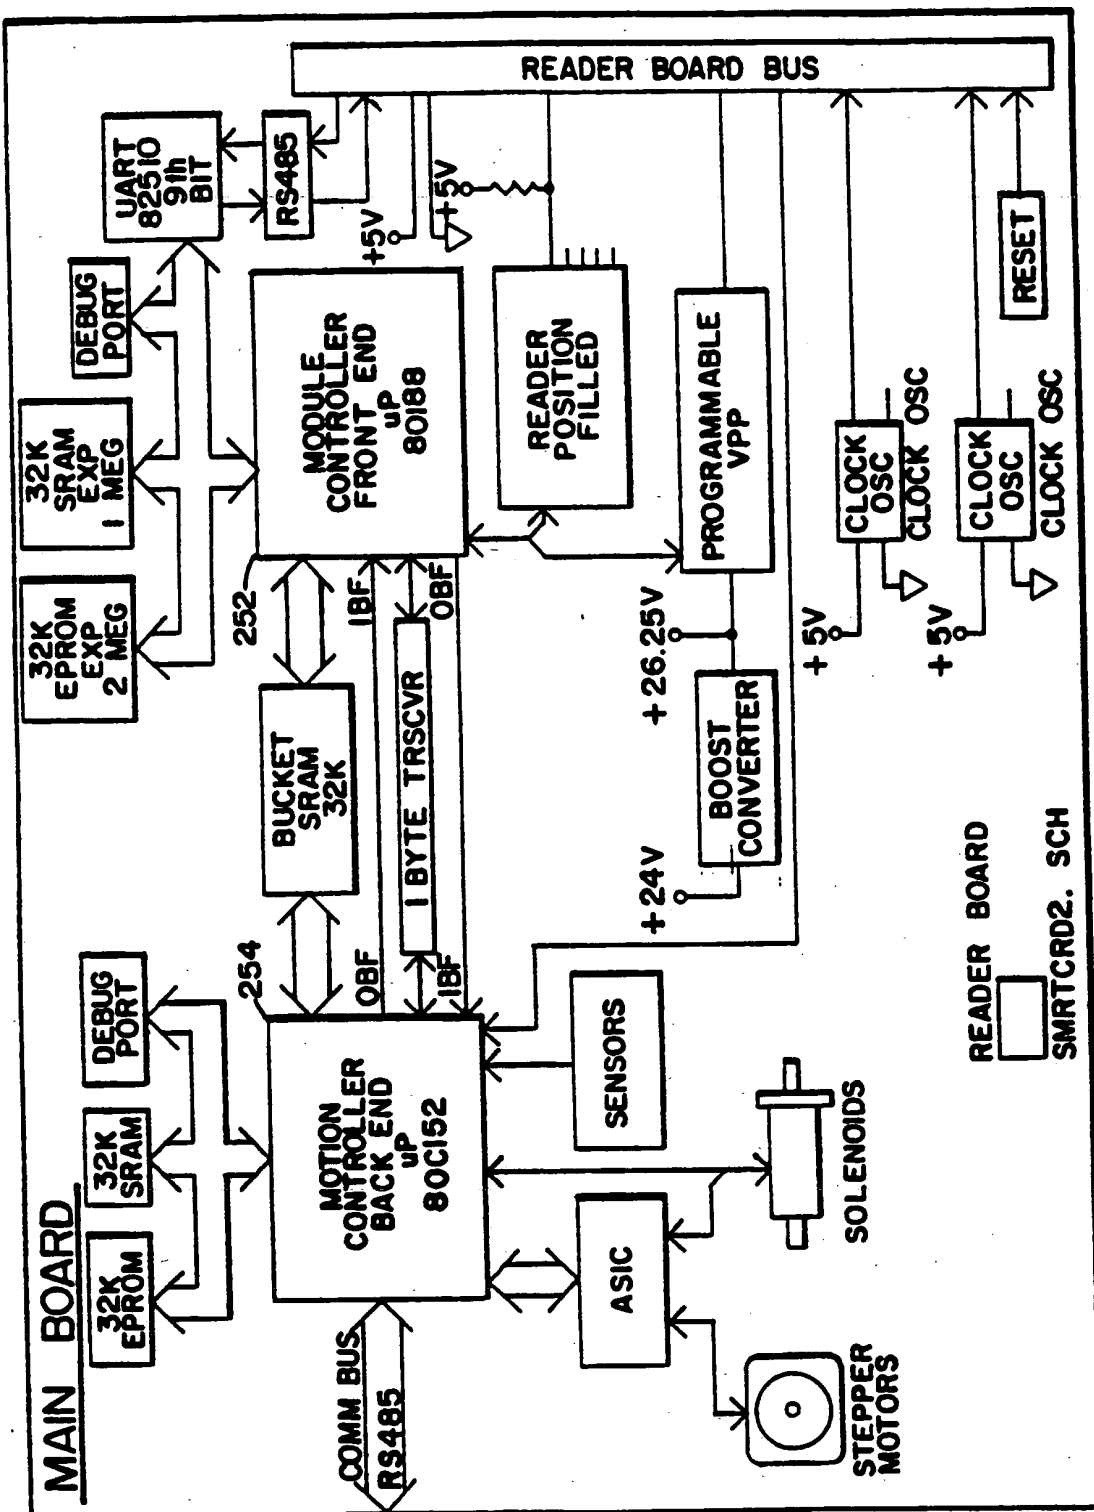 MAIN BOARD
32K
EPROM
32K
SRAM
DEBUG
PORT
32K
EPROM
EXP
2 MEG
32K
SRAM
EXP
1 MEG
DEBUG
PORT
UART
82510
9th
BIT
RS485
READER BOARD BUS
COMM BUS
RS485
254
MOTION
CONTROLLER
BACK END
uP
80C152
BUCKET
SRAM
32K
252
MODULE
CONTROLLER
FRONT END
uP
80188
OBF
IBF
1 BYTE TRSCVR
IBF
OBF
+5V
+5V
READER
POSITION
FILLED
ASIC
SENSORS
STEPPER
MOTORS
SOLENOIDS
+24V
BOOST
CONVERTER
+26.25V
PROGRAMMABLE
VPP
+5V
CLOCK
OSC
CLOCK OSC
+5V
CLOCK
OSC
CLOCK OSC
RESET
READER BOARD
SMRTCRD2. SCH